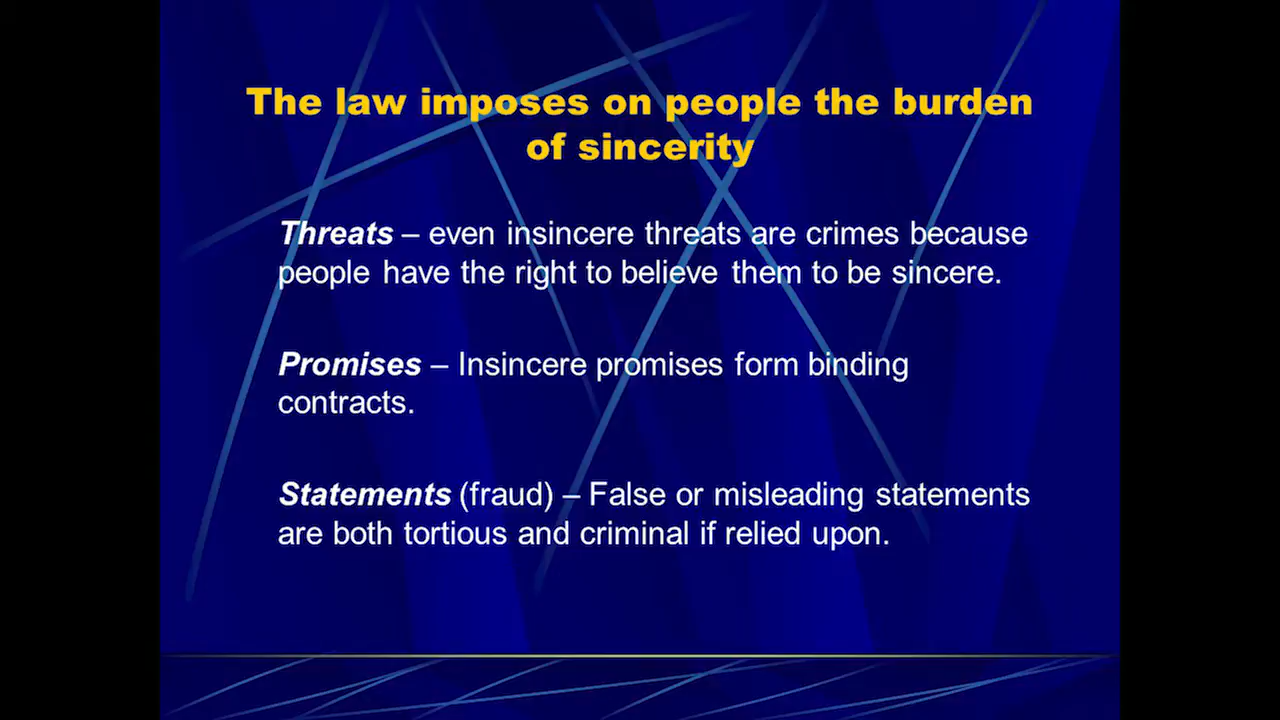 The law imposes on people the burden
of sincerity
Threats – even insincere threats are crimes because
people have the right to believe them to be sincere.
Promises – Insincere promises form binding
contracts.
Statements (fraud) – False or misleading statements
are both tortious and criminal if relied upon.